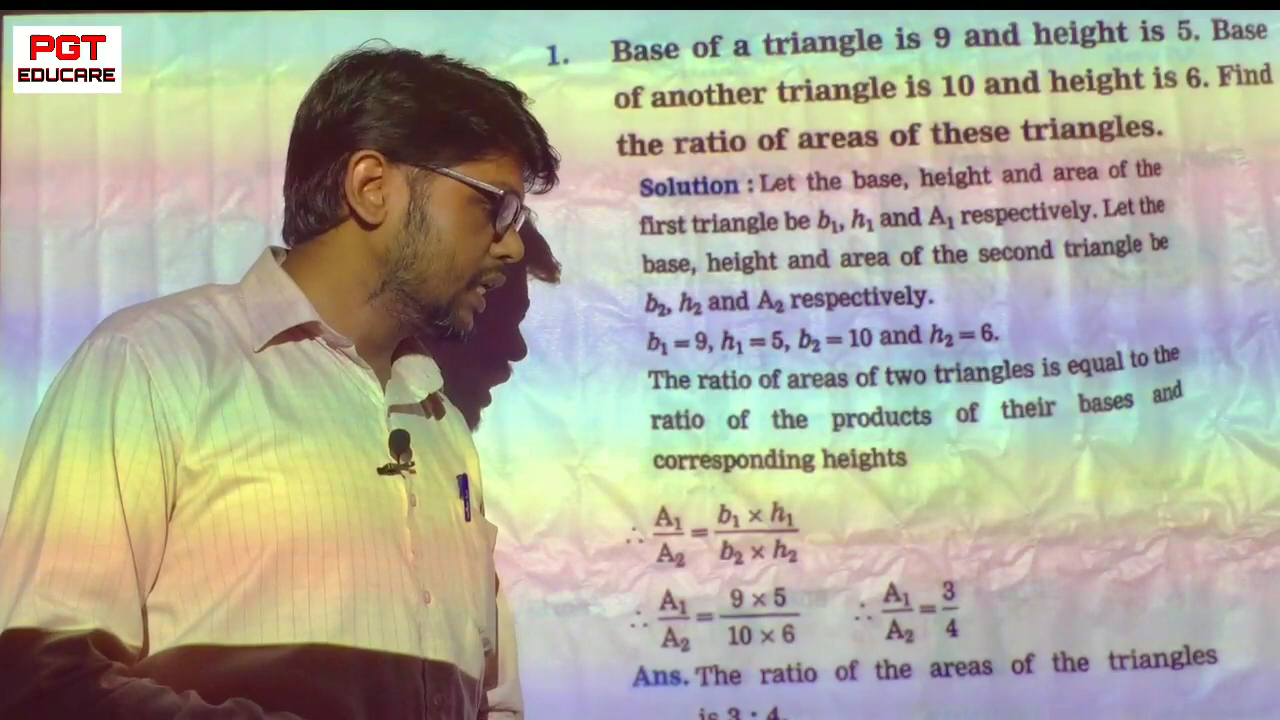 PGT
EDUCARE
1. Base of a triangle is 9 and height is 5. Base
of another triangle is 10 and height is 6. Find
the ratio of areas of these triangles.
Solution : Let the base, height and area of the
first triangle be b₁, h₁ and A₁ respectively. Let the
base, height and area of the second triangle be
b₂, h₂ and A₂ respectively.
b₁ = 9, h₁ = 5, b₂ = 10 and h₂ = 6.
The ratio of areas of two triangles is equal to the
ratio of the products of their bases and
corresponding heights
∴ A₁/A₂ = b₁ × h₁ / b₂ × h₂
∴ A₁/A₂ = 9 × 5 / 10 × 6 ∴ A₁/A₂ = 3/4
Ans. The ratio of the areas of the triangles
is 3 : 4.